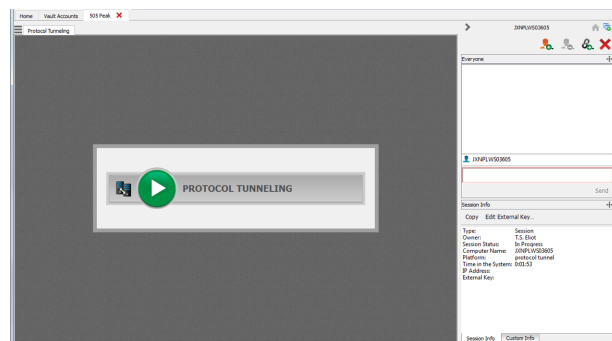 Home Vault Accounts 505 Peak
Protocol Tunneling
JXNPLWS03605
Everyone
PROTOCOL TUNNELING
JXNPLWS03605
Send
Session Info
Copy Edit External Key...
Type: Session
Owner: T.S. Eliot
Session Status: In Progress
Computer Name: JXNPLWS03605
Platform: protocol tunnel
Time in the System: 0:01:53
IP Address:
External Key:
Session Info Custom Info